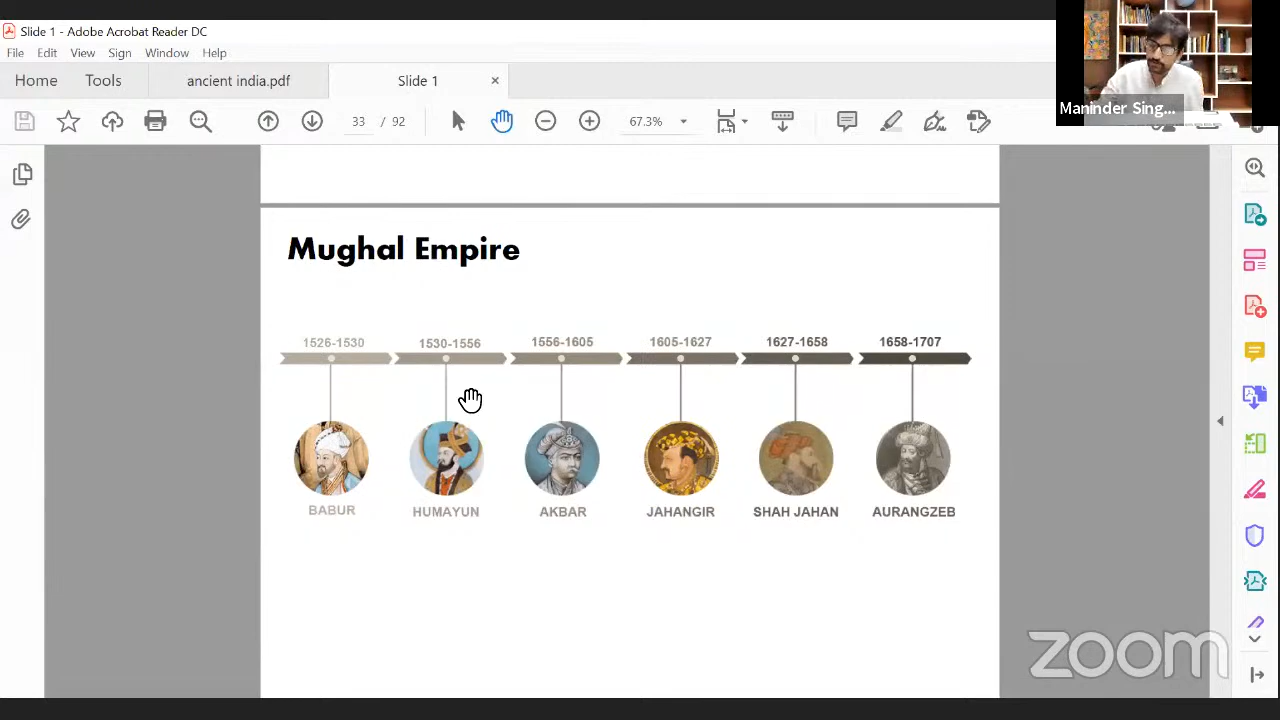 Slide 1 - Adobe Acrobat Reader DC
File Edit View Sign Window Help
Home Tools ancient india.pdf Slide 1
33 / 92 67.3%
Maninder Sing...
Mughal Empire
1526-1530 1530-1556 1556-1605 1605-1627 1627-1658 1658-1707
BABUR HUMAYUN AKBAR JAHANGIR SHAH JAHAN AURANGZEB
zoom